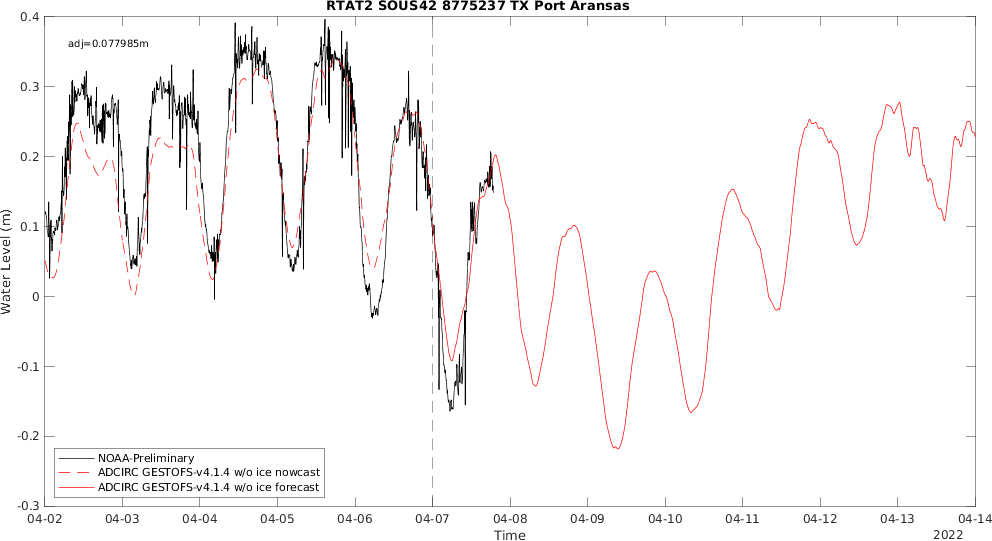 RTAT2 SOUS42 8775237 TX Port Aransas
adj=0.077985m
0.4
0.3
0.2
0.1
0
-0.1
-0.2
-0.3
Water Level (m)
NOAA-Preliminary
ADCIRC GESTOFS-v4.1.4 w/o ice nowcast
ADCIRC GESTOFS-v4.1.4 w/o ice forecast
04-02 04-03 04-04 04-05 04-06 04-07 04-08 04-09 04-10 04-11 04-12 04-13 04-14
Time
2022